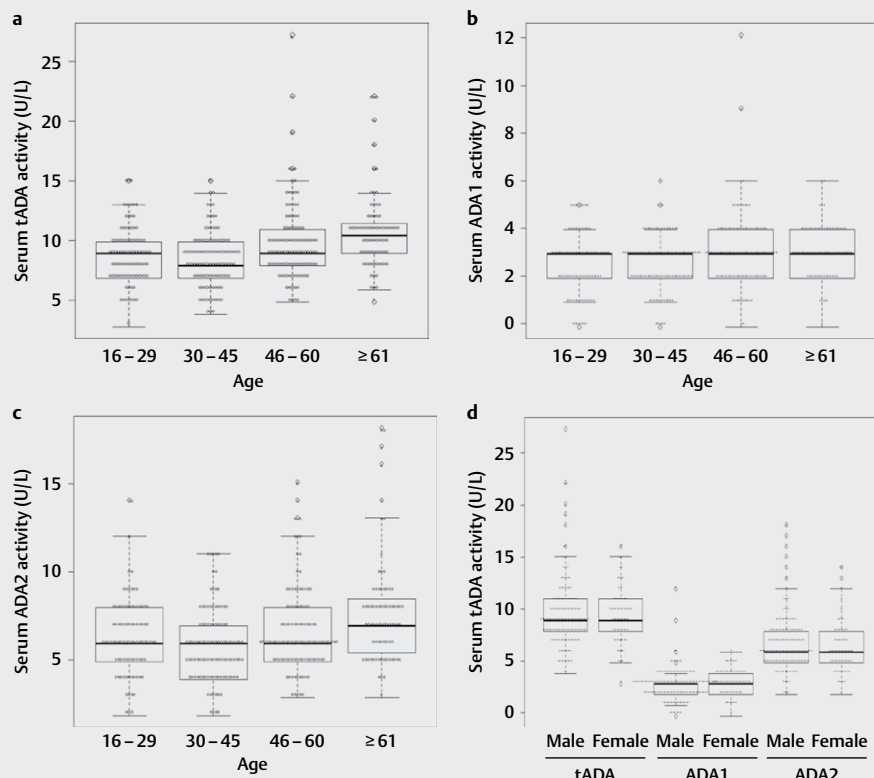 a
Serum tADA activity (U/L)
25
20
15
10
5
16 – 29 30 – 45 46 – 60 ≥ 61
Age
b
Serum ADA1 activity (U/L)
12
10
8
6
4
2
0
16 – 29 30 – 45 46 – 60 ≥ 61
Age
c
Serum ADA2 activity (U/L)
15
10
5
16 – 29 30 – 45 46 – 60 ≥ 61
Age
d
Serum tADA activity (U/L)
25
20
15
10
5
0
Male Female Male Female Male Female
tADA ADA1 ADA2